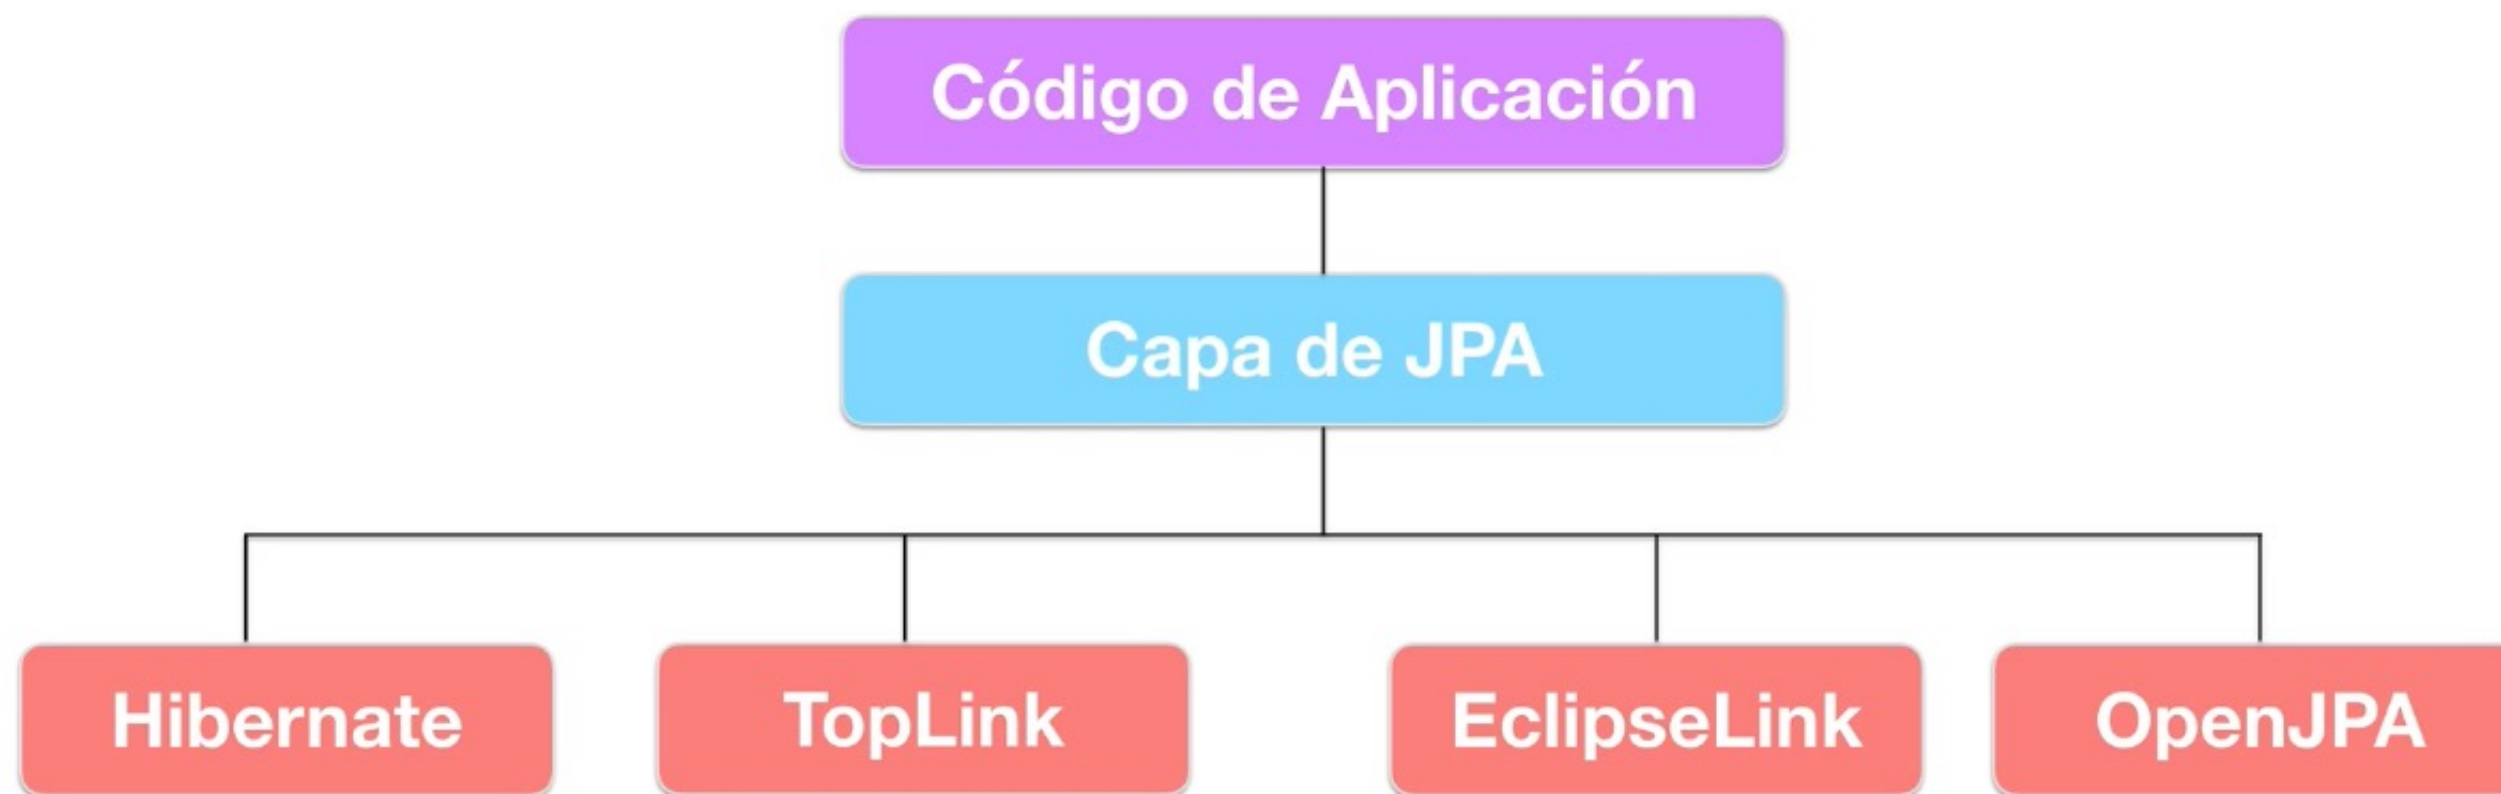 Código de Aplicación
Capa de JPA
Hibernate
TopLink
EclipseLink
OpenJPA